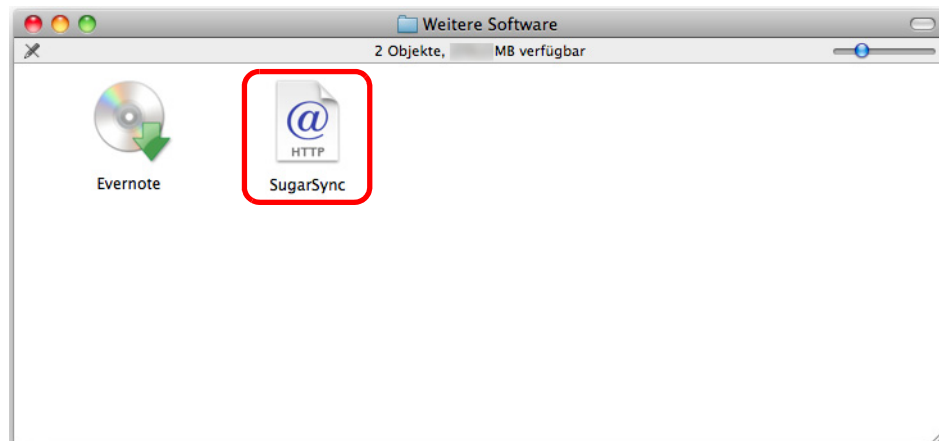 Weitere Software
2 Objekte, MB verfügbar
@
HTTP
Evernote
SugarSync